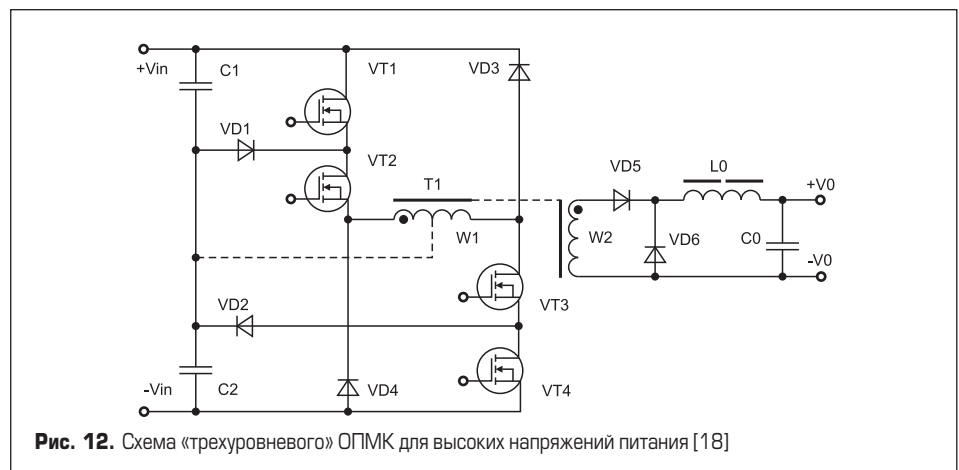 +Vin
C1
VT1
VD3
VD1
VT2
T1
W1
VD5
L0
+V0
W2
VD6
C0
-V0
VD2
VT3
-Vin
C2
VD4
VT4
Рис. 12. Схема «трехуровневого» ОПМК для высоких напряжений питания [18]